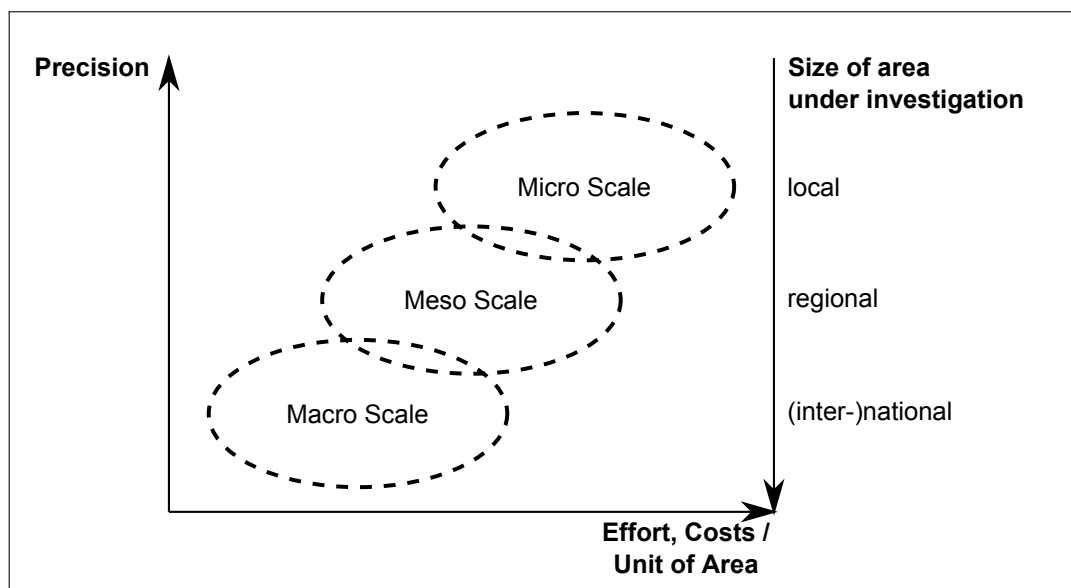 Precision
Size of area
under investigation
Micro Scale
local
Meso Scale
regional
Macro Scale
(inter-)national
Effort, Costs /
Unit of Area